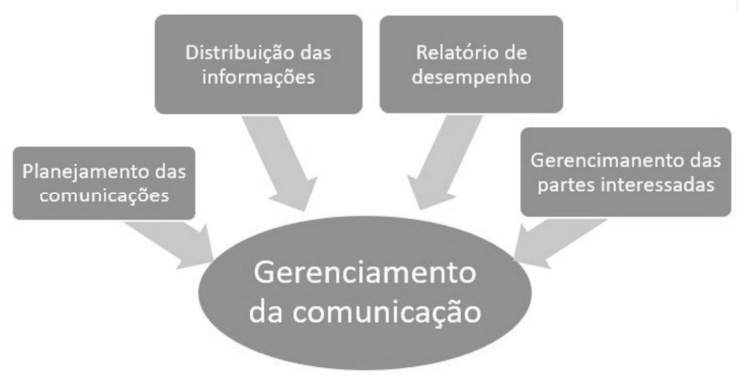 Distribuição das
informações
Relatório de
desempenho
Planejamento das
comunicações
Gerencimanento das
partes interessadas
Gerenciamento
da comunicação